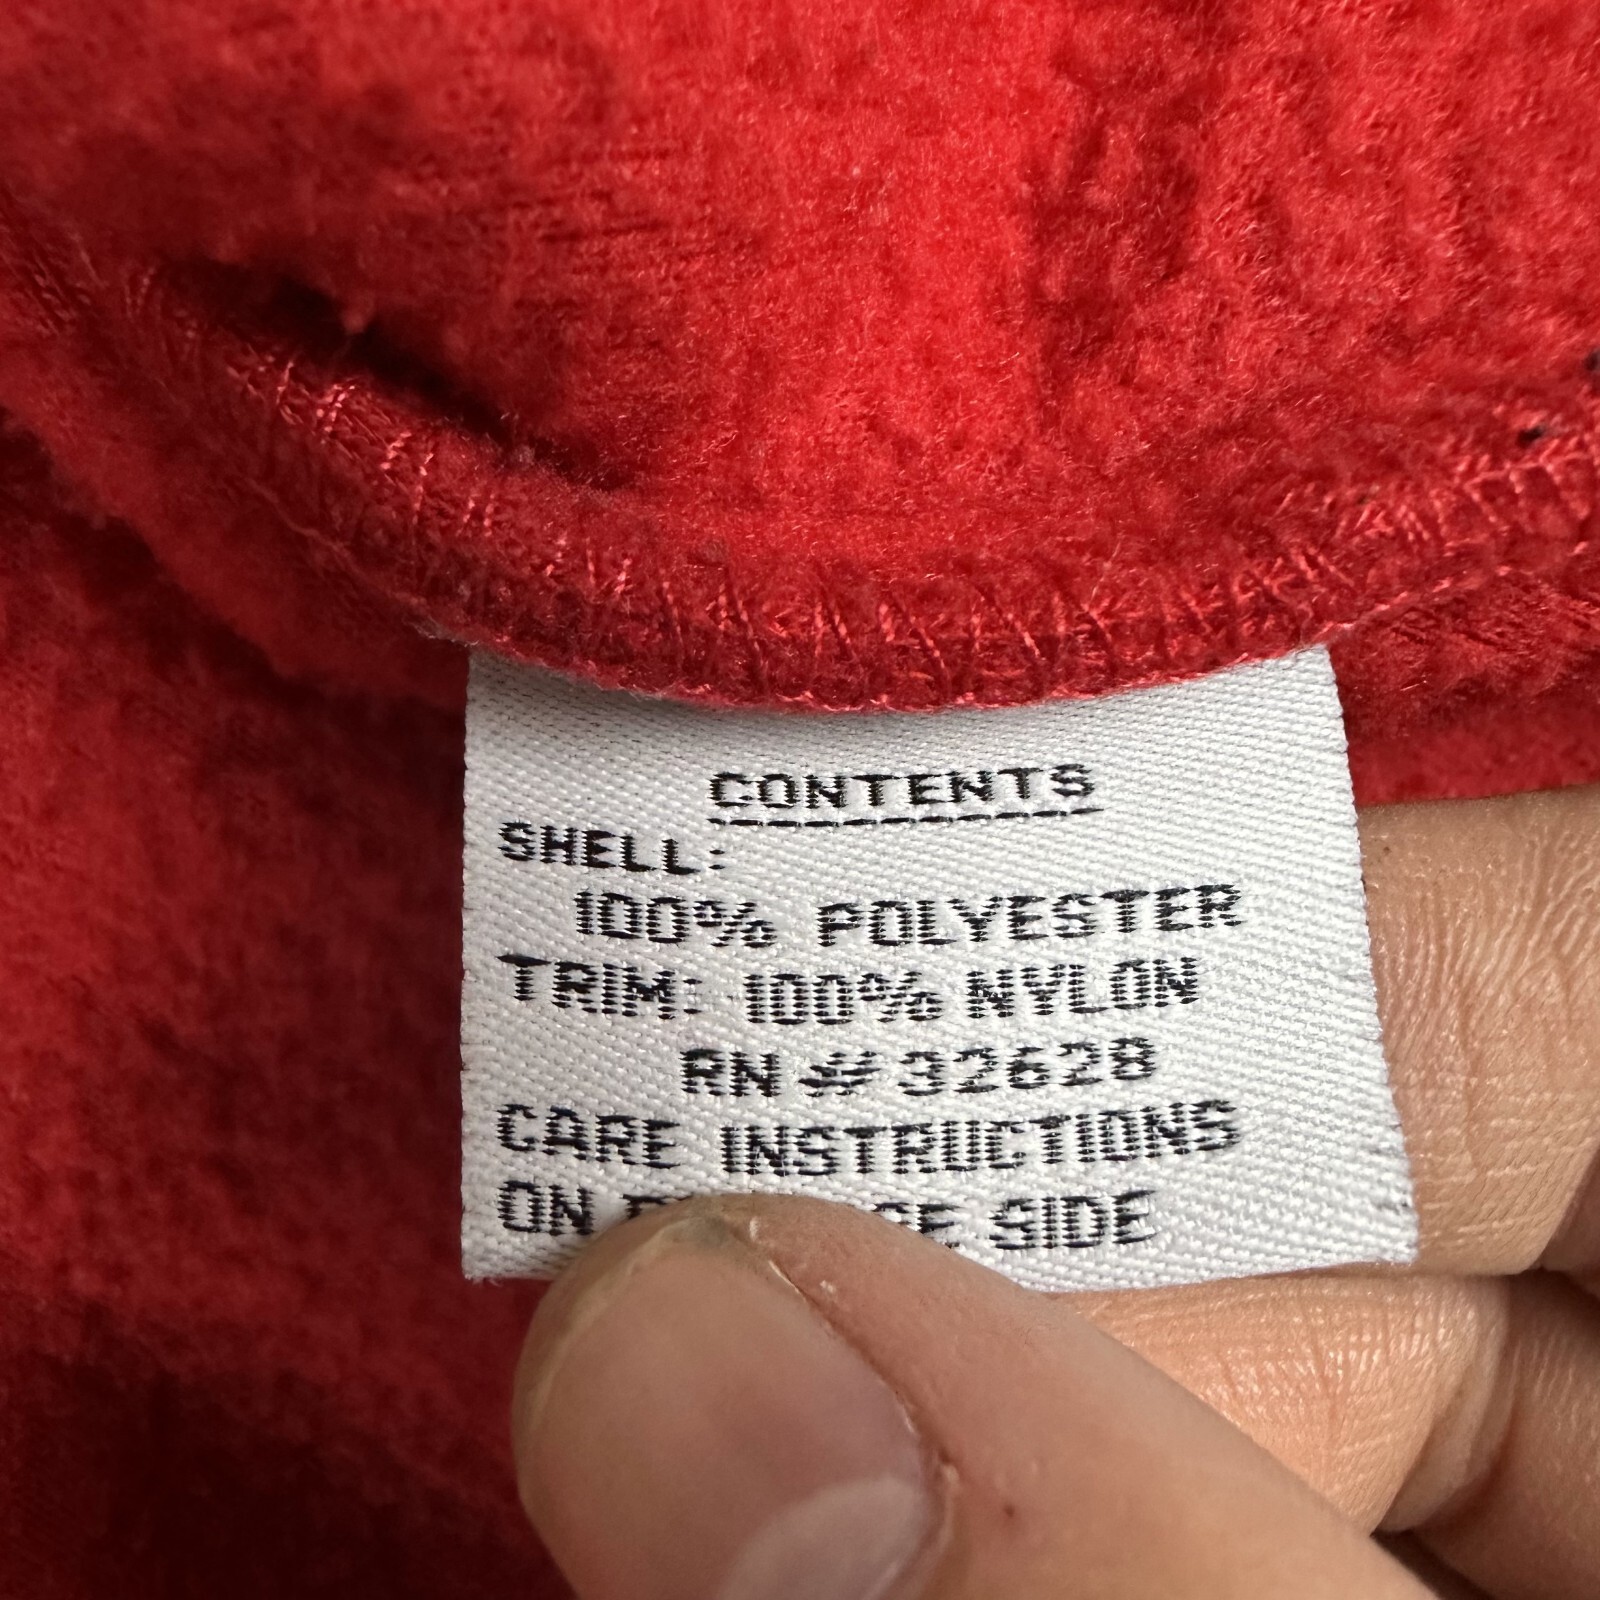 CONTENTS
SHELL:
100% POLYESTER
TRIM: 100% NYLON
RN # 32628
CARE INSTRUCTIONS
ON SIDE